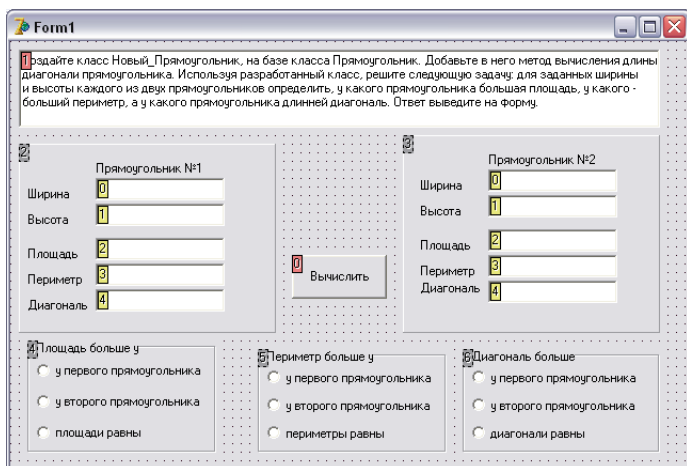 Form1
1 оздайте класс Новый_Прямоугольник, на базе класса Прямоугольник. Добавьте в него метод вычисления длины
диагонали прямоугольника. Используя разработанный класс, решите следующую задачу: для заданных ширины
и высоты каждого из двух прямоугольников определить, у какого прямоугольника большая площадь, у какого -
больший периметр, а у какого прямоугольника длинней диагональ. Ответ выведите на форму.
2
Прямоугольник №1
Ширина 0
Высота 1
Площадь 2
Периметр 3
Диагональ 4
0
Вычислить
3
Прямоугольник №2
Ширина 0
Высота 1
Площадь 2
Периметр 3
Диагональ 4
4 Площадь больше у
у первого прямоугольника
у второго прямоугольника
площади равны
5 Периметр больше у
у первого прямоугольника
у второго прямоугольника
периметры равны
6 Диагональ больше
у первого прямоугольника
у второго прямоугольника
диагонали равны